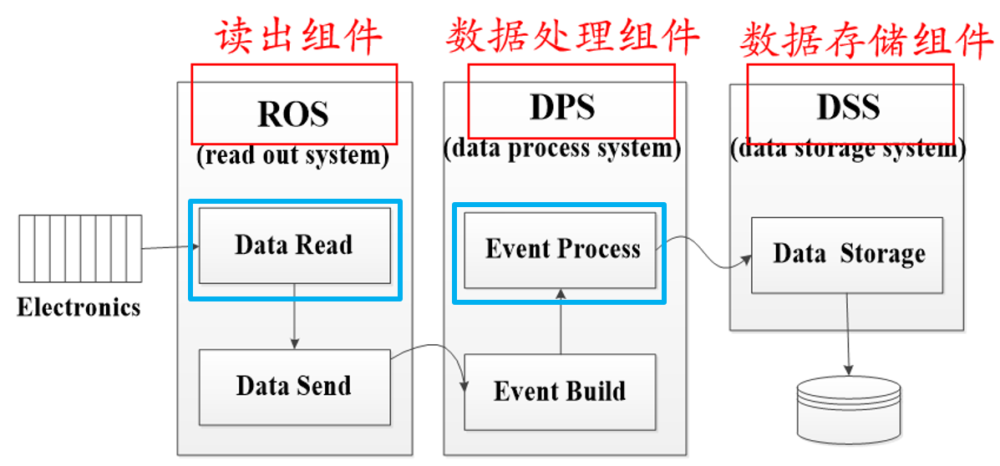 读出组件
数据处理组件
数据存储组件
ROS
(read out system)
DPS
(data process system)
DSS
(data storage system)
Electronics
Data Read
Data Send
Event Process
Event Build
Data Storage